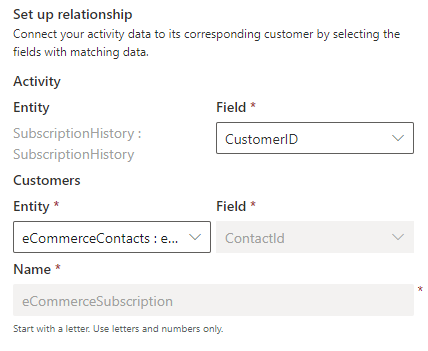 Set up relationship
Connect your activity data to its corresponding customer by selecting the
fields with matching data.
Activity
Entity Field *
SubscriptionHistory :
SubscriptionHistory
CustomerID
Customers
Entity * Field *
eCommerceContacts : e... ContactId
Name *
eCommerceSubscription *
Start with a letter. Use letters and numbers only.